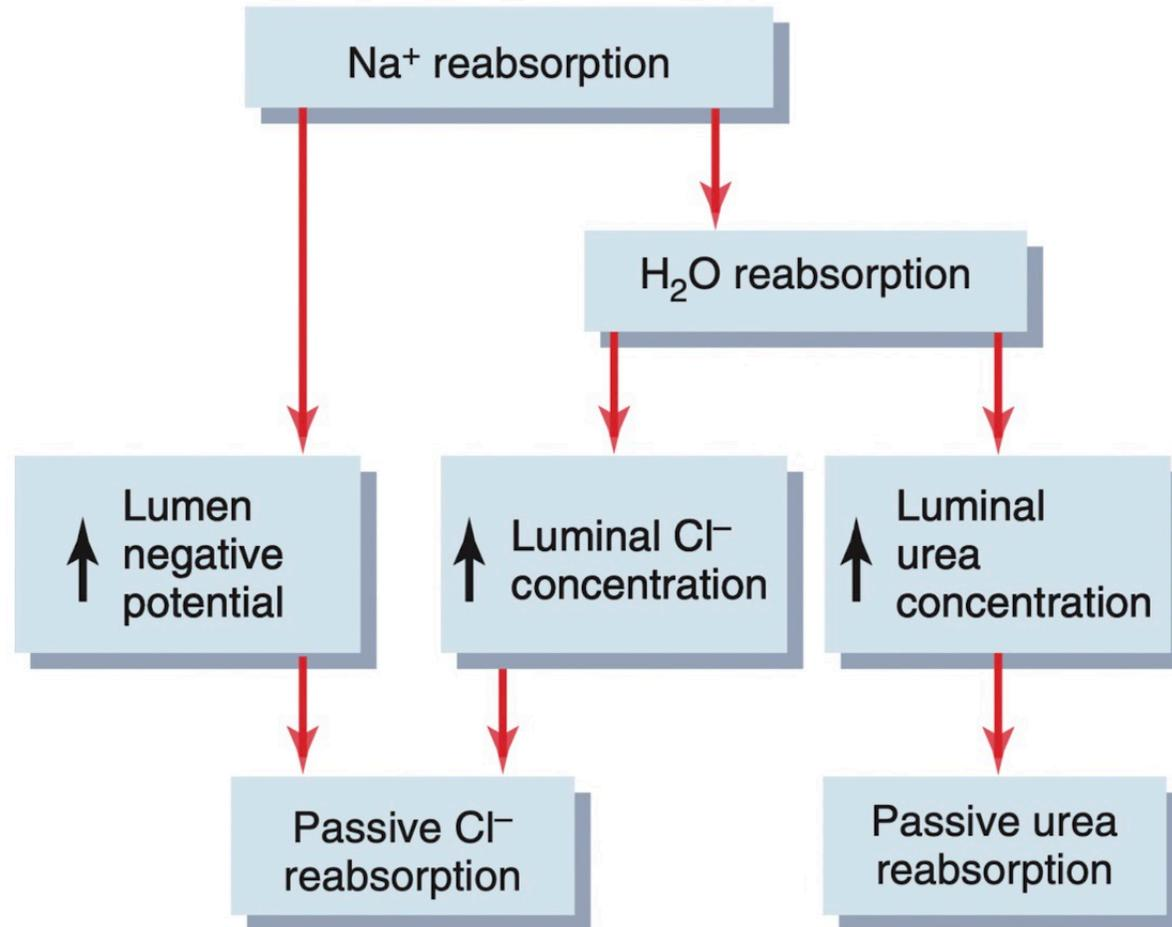 Na⁺ reabsorption
H₂O reabsorption
Lumen
negative
potential
Luminal Cl⁻
concentration
Luminal
urea
concentration
Passive Cl⁻
reabsorption
Passive urea
reabsorption